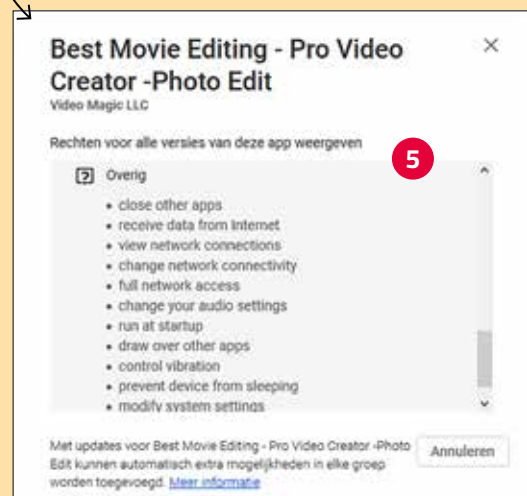 Best Movie Editing - Pro Video
Creator -Photo Edit
Video Magic LLC
Rechten voor alle versies van deze app weergeven
5
Overig
• close other apps
• receive data from Internet
• view network connections
• change network connectivity
• full network access
• change your audio settings
• run at startup
• draw over other apps
• control vibration
• prevent device from sleeping
• modify system settings
Met updates voor Best Movie Editing - Pro Video Creator -Photo
Edit kunnen automatisch extra mogelijkheden in elke groep
worden toegevoegd. Meer informatie
Annuleren